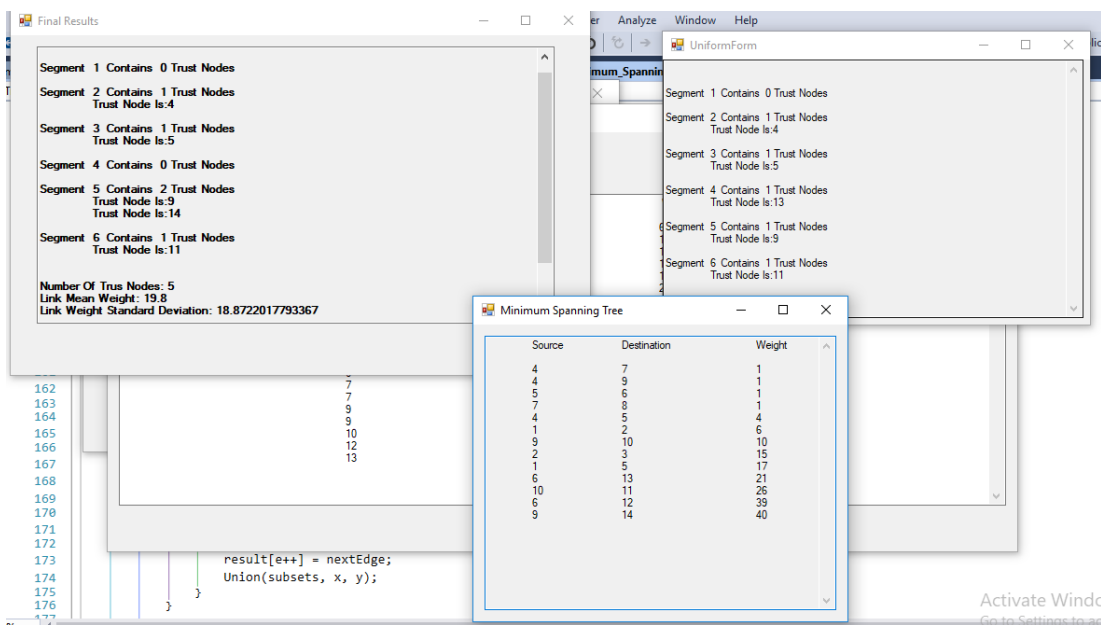 Final Results
er Analyze Window Help
UniformForm
mum_Spannin
Segment 1 Contains 0 Trust Nodes
Segment 2 Contains 1 Trust Nodes
Trust Node Is:4
Segment 3 Contains 1 Trust Nodes
Trust Node Is:5
Segment 4 Contains 0 Trust Nodes
Segment 5 Contains 2 Trust Nodes
Trust Node Is:9
Trust Node Is:14
Segment 6 Contains 1 Trust Nodes
Trust Node Is:11
Number Of Trus Nodes: 5
Link Mean Weight: 19.8
Link Weight Standard Deviation: 18.8722017793367
Segment 1 Contains 0 Trust Nodes
Segment 2 Contains 1 Trust Nodes
Trust Node Is:4
Segment 3 Contains 1 Trust Nodes
Trust Node Is:5
Segment 4 Contains 1 Trust Nodes
Trust Node Is:13
Segment 5 Contains 1 Trust Nodes
Trust Node Is:9
Segment 6 Contains 1 Trust Nodes
Trust Node Is:11
Minimum Spanning Tree
Source Destination Weight
4 7 1
4 9 1
5 6 1
7 8 1
4 5 4
1 2 6
9 10 10
2 3 15
1 5 17
6 13 21
10 11 26
6 12 39
9 14 40
7
7
9
9
10
12
13
162
163
164
165
166
167
168
169
170
171
172
173 result[e++] = nextEdge;
174 Union(subsets, x, y);
175 }
176 }
177
Activate Windo
Go to Settings to ac